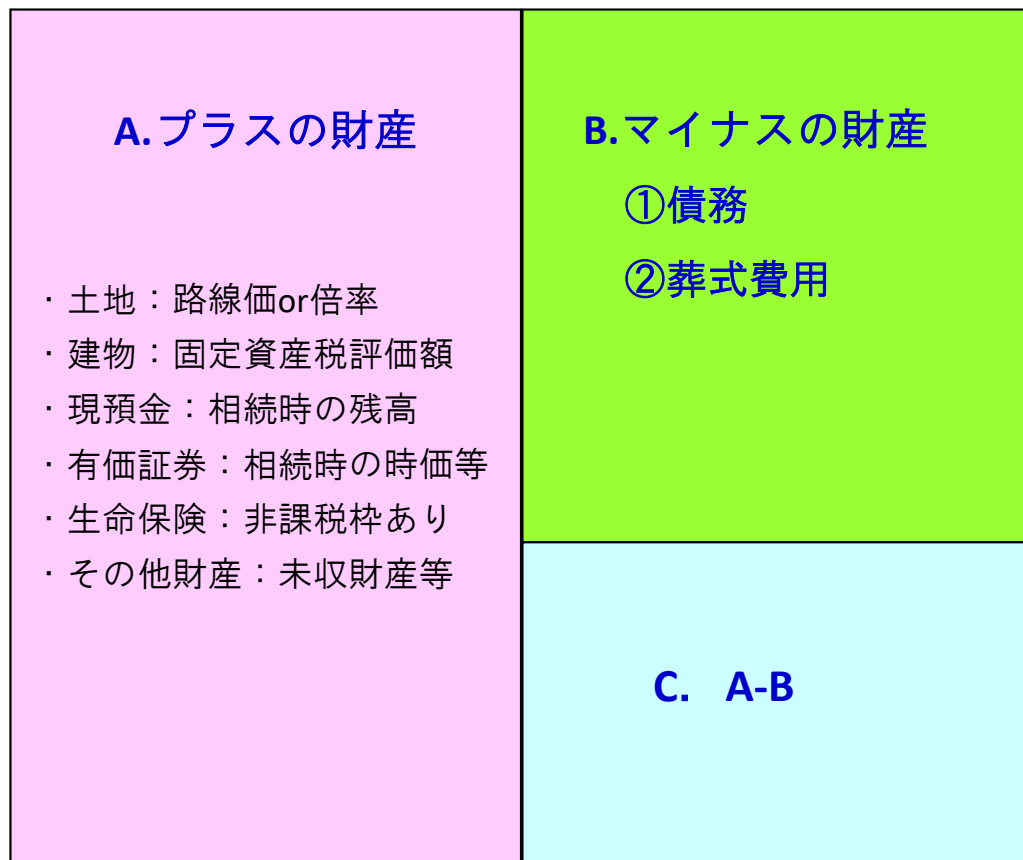 A.プラスの財産
・土地：路線価or倍率
・建物：固定資産税評価額
・現預金：相続時の残高
・有価証券：相続時の時価等
・生命保険：非課税枠あり
・その他財産：未収財産等
B.マイナスの財産
①債務
②葬式費用
C. A-B